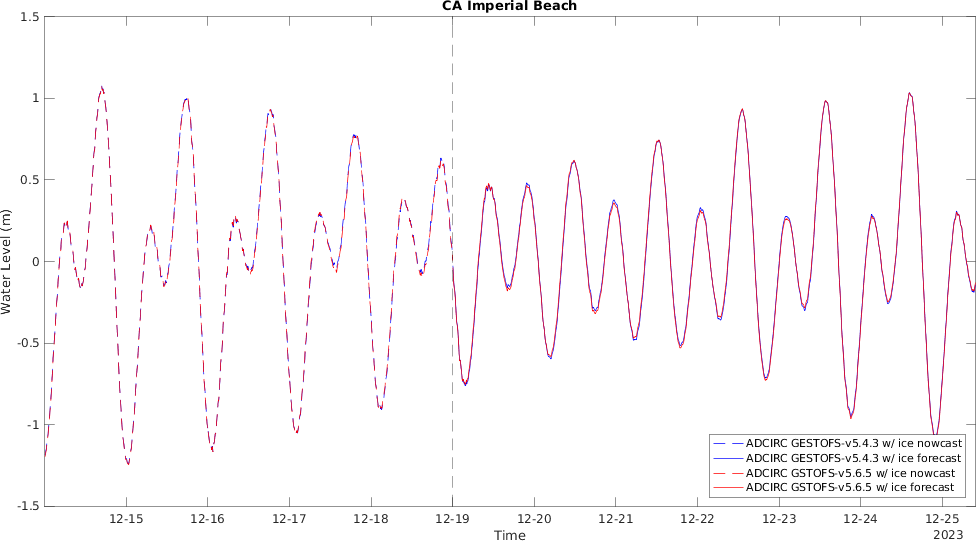 CA Imperial Beach
1.5
1
0.5
0
-0.5
-1
-1.5
Water Level (m)
12-15
12-16
12-17
12-18
12-19
12-20
12-21
12-22
12-23
12-24
12-25
Time
2023
ADCIRC GESTOFS-v5.4.3 w/ ice nowcast
ADCIRC GESTOFS-v5.4.3 w/ ice forecast
ADCIRC GSTOFS-v5.6.5 w/ ice nowcast
ADCIRC GSTOFS-v5.6.5 w/ ice forecast